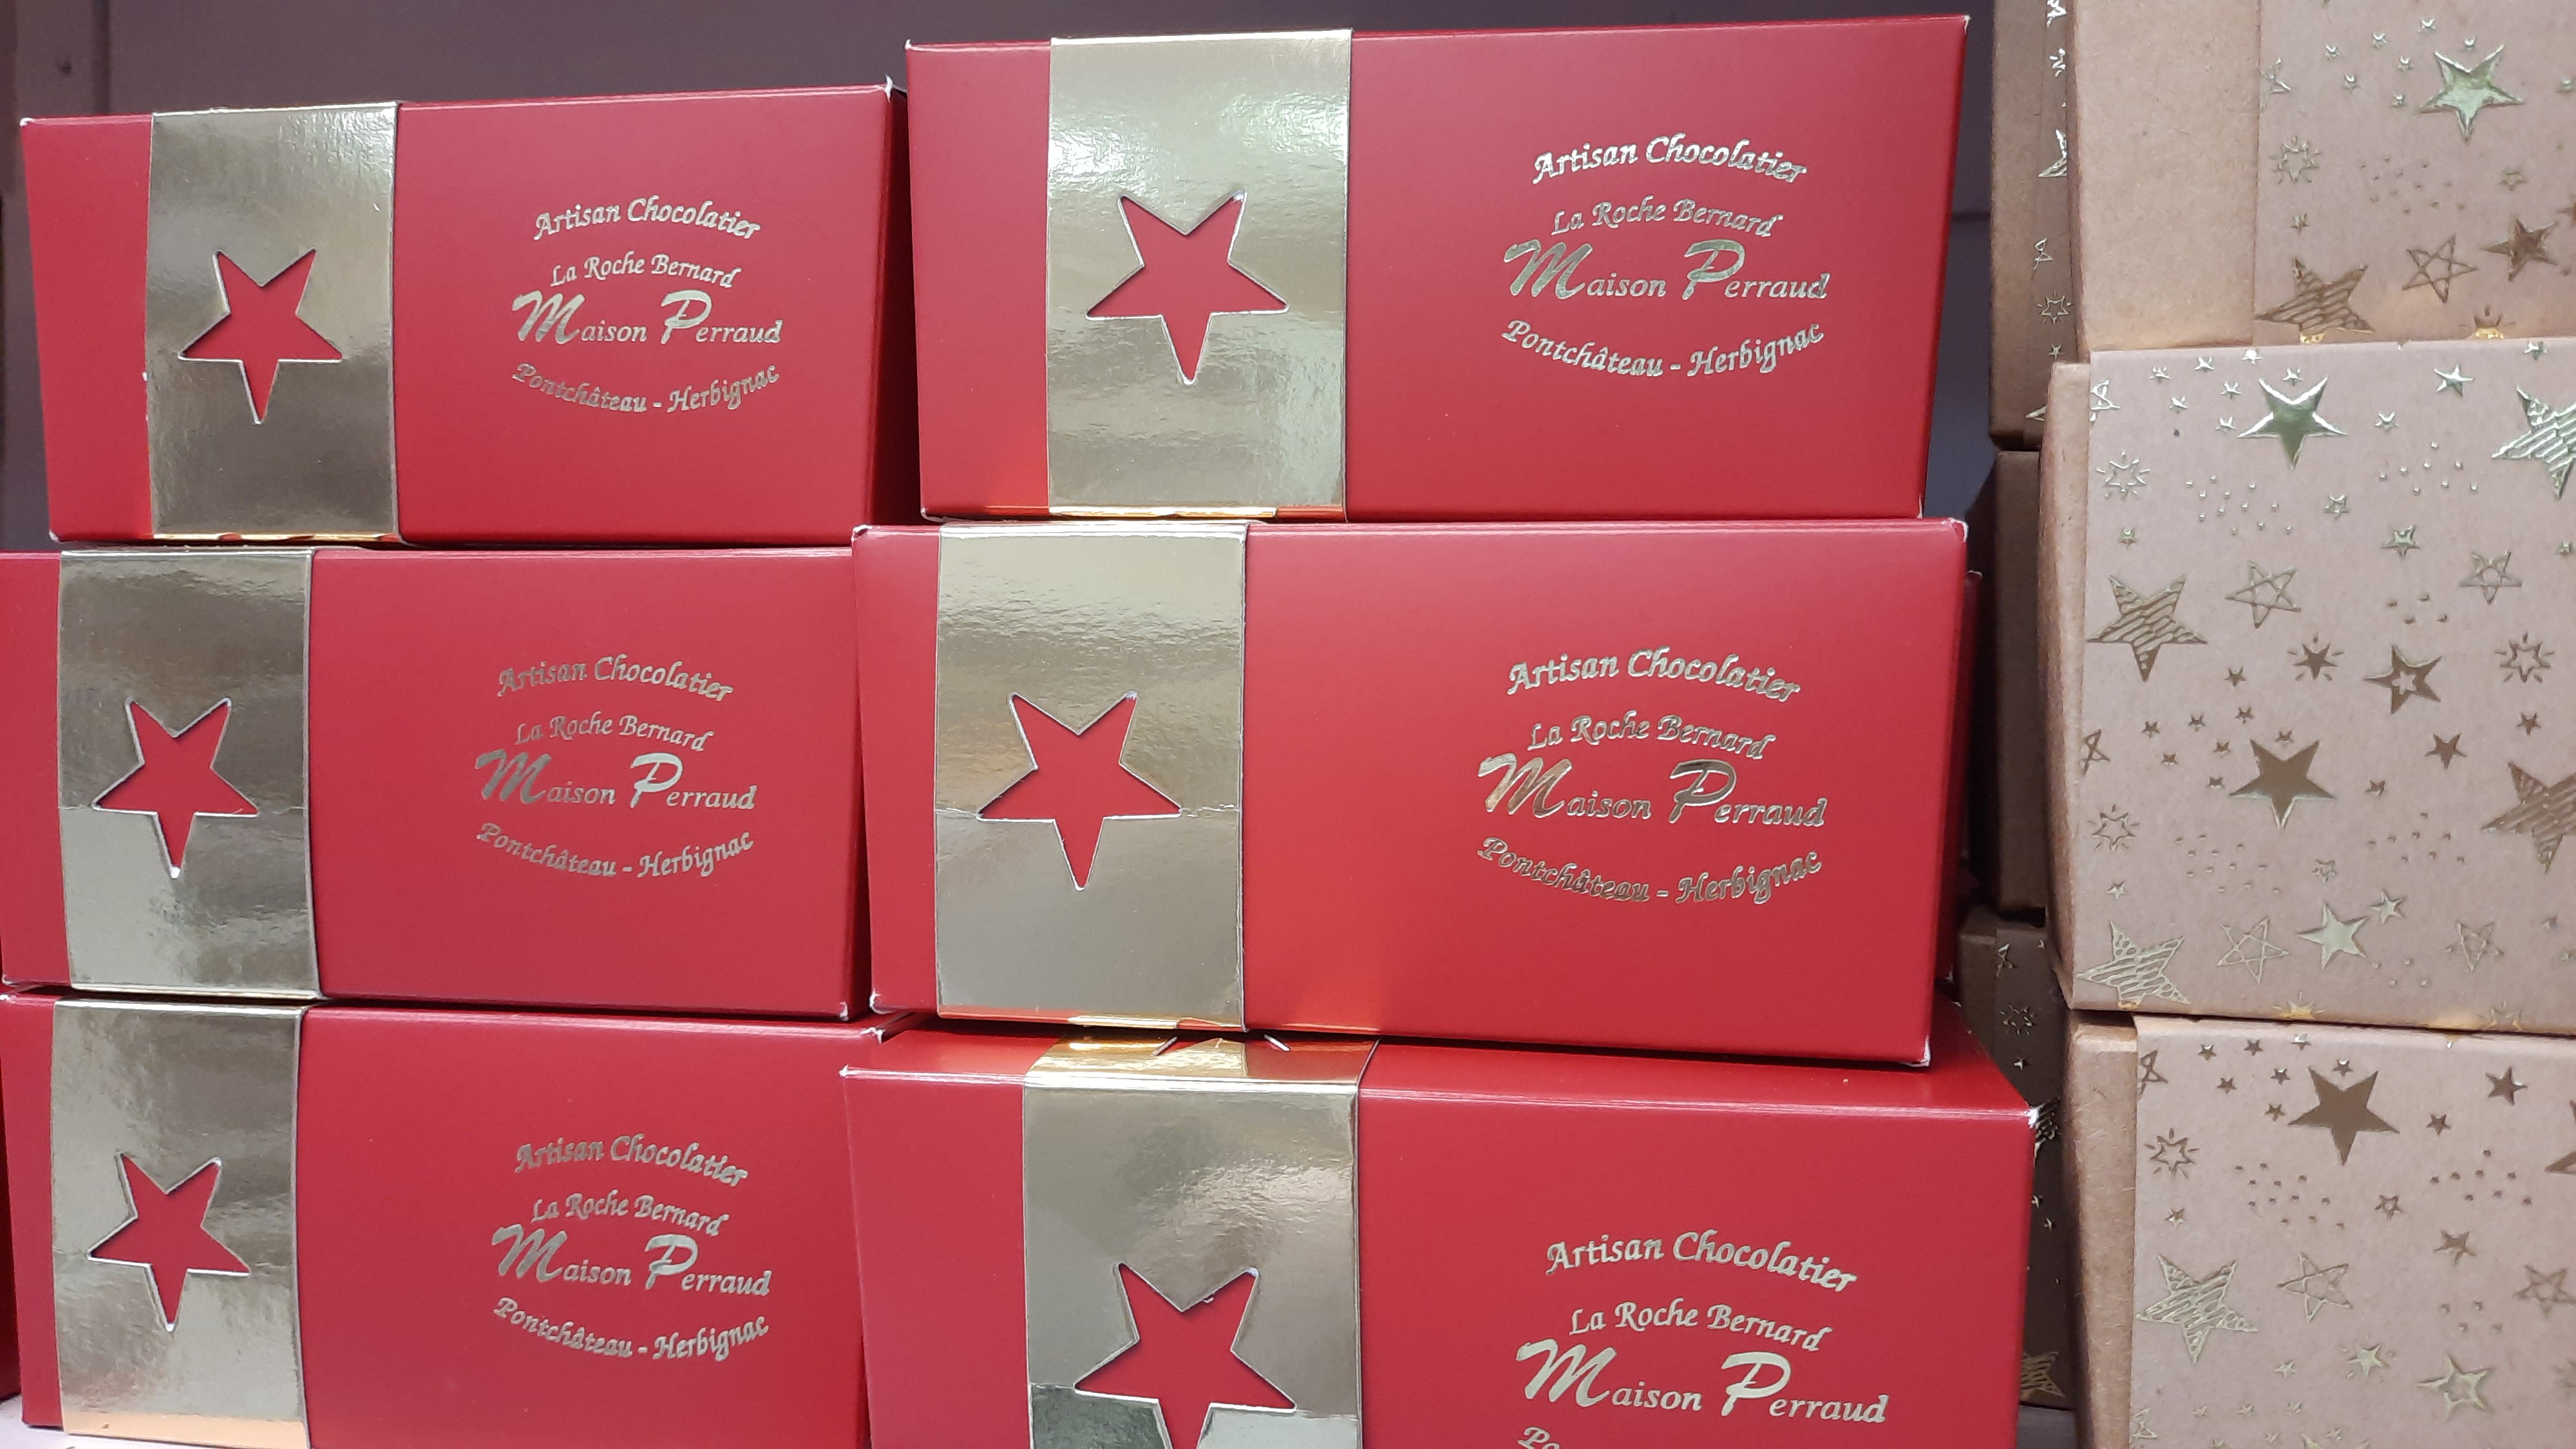 Artisan Chocolatier
La Roche Bernard
Maison Perraud
Pontchâteau - Herbignac
Artisan Chocolatier
La Roche Bernard
Maison Perraud
Pontchâteau - Herbignac
Artisan Chocolatier
La Roche Bernard
Maison Perraud
Pontchâteau - Herbignac
Artisan Chocolatier
La Roche Bernard
Maison Perraud
Pontchâteau - Herbignac
Artisan Chocolatier
La Roche Bernard
Maison Perraud
Pontchâteau - Herbignac
Artisan Chocolatier
La Roche Bernard
Maison Perraud